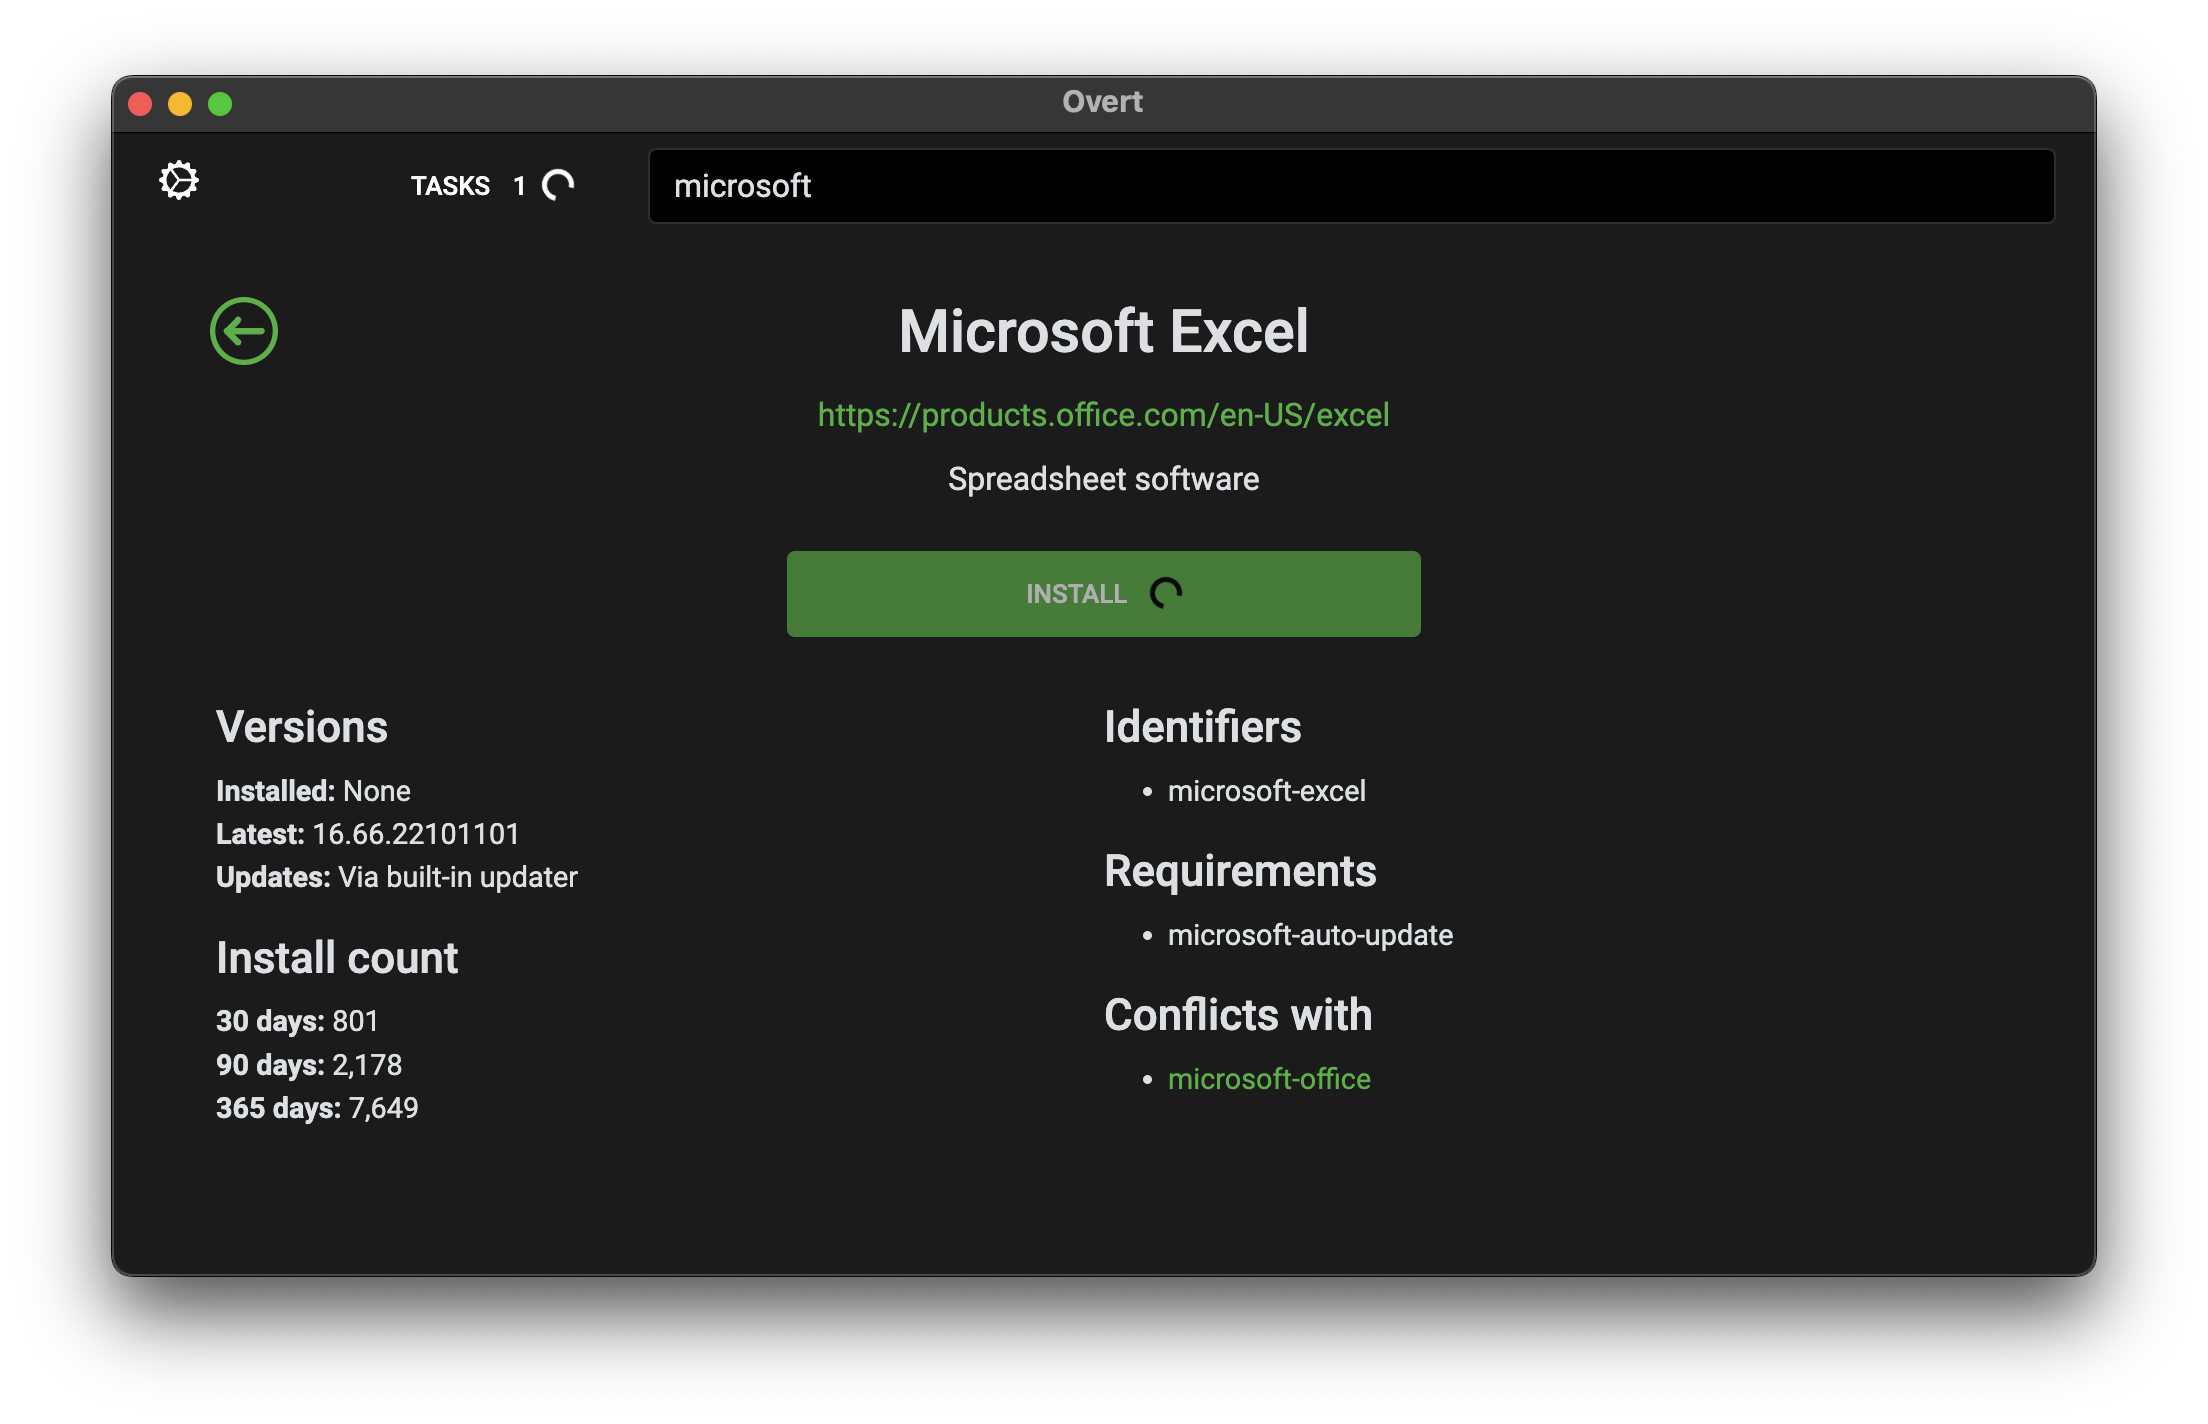 Overt
TASKS 1
microsoft
Microsoft Excel
https://products.office.com/en-US/excel
Spreadsheet software
INSTALL
Versions
Installed: None
Latest: 16.66.22101101
Updates: Via built-in updater
Install count
30 days: 801
90 days: 2,178
365 days: 7,649
Identifiers
• microsoft-excel
Requirements
• microsoft-auto-update
Conflicts with
• microsoft-office